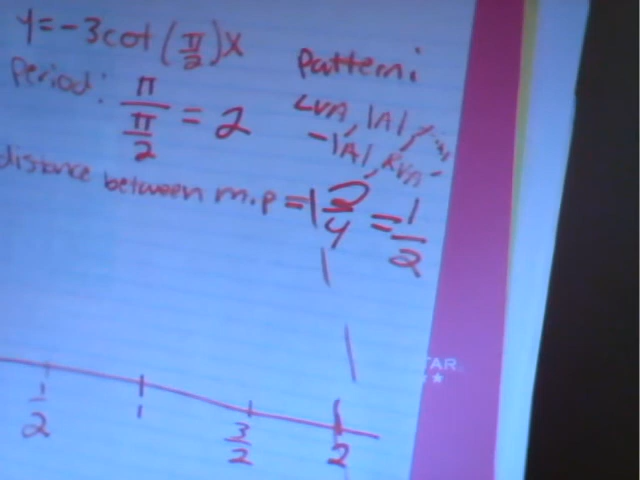 y=-3cot(π/2)x
Period: π/(π/2) = 2
Pattern:
LVA, |A|,
-|A|, RVA
distance between m.p = 2/4 = 1/2
TAR
1/2 1 3/2 2